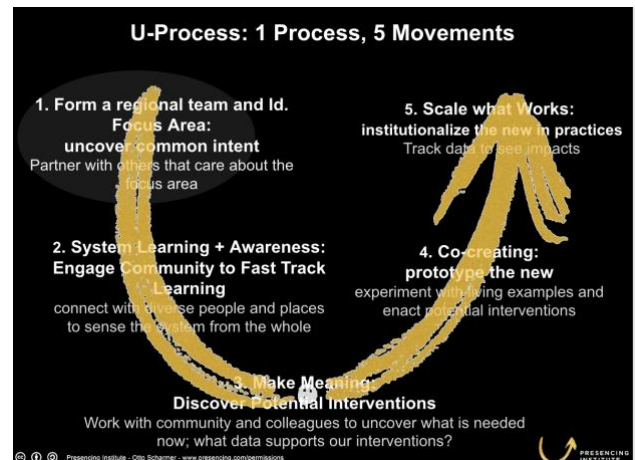 U-Process: 1 Process, 5 Movements
1. Form a regional team and Id.
Focus Area:
uncover common intent
Partner with others that care about the
focus area
2. System Learning + Awareness:
Engage Community to Fast Track
Learning
connect with diverse people and places
to sense the system from the whole
3. Make Meaning:
Discover Potential Interventions
Work with community and colleagues to uncover what is needed
now; what data supports our interventions?
4. Co-creating:
prototype the new
experiment with living examples and
enact potential interventions
5. Scale what Works:
institutionalize the new in practices
Track data to see impacts
Presencing Institute - Otto Scharmer - www.presencing.com/permissions
PRESENCING
INSTITUTE